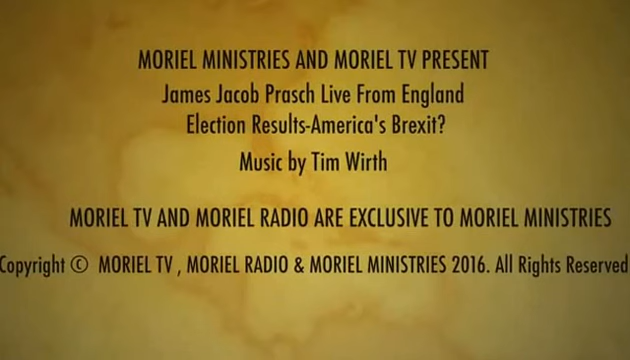 MORIEL MINISTRIES AND MORIEL TV PRESENT
James Jacob Prasch Live From England
Election Results-America's Brexit?
Music by Tim Wirth
MORIEL TV AND MORIEL RADIO ARE EXCLUSIVE TO MORIEL MINISTRIES
Copyright © MORIEL TV , MORIEL RADIO & MORIEL MINISTRIES 2016. All Rights Reserved